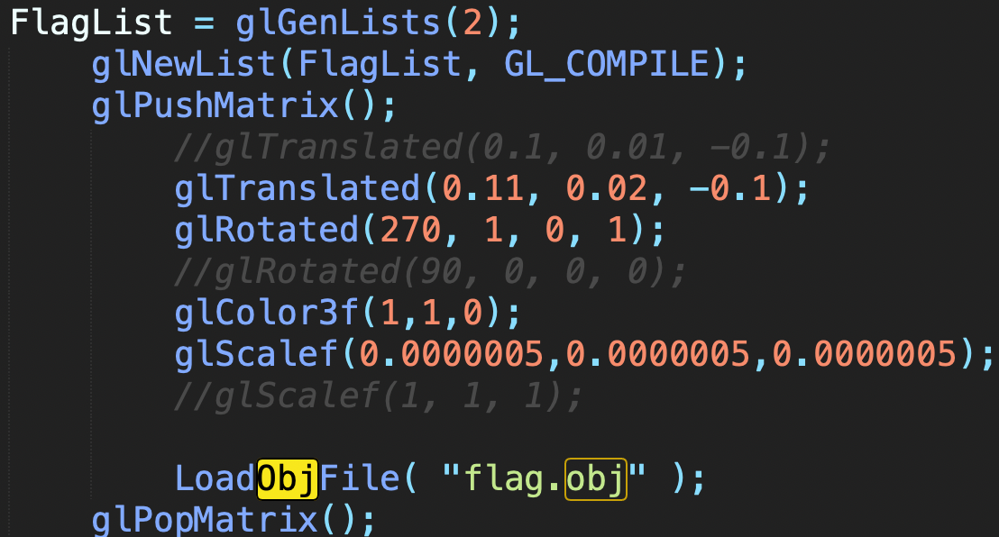 FlagList = glGenLists(2);
glNewList(FlagList, GL_COMPILE);
glPushMatrix();
//glTranslated(0.1, 0.01, -0.1);
glTranslated(0.11, 0.02, -0.1);
glRotated(270, 1, 0, 1);
//glRotated(90, 0, 0, 0);
glColor3f(1,1,0);
glScalef(0.0000005,0.0000005,0.0000005);
//glScalef(1, 1, 1);
LoadObjFile( "flag.obj" );
glPopMatrix();